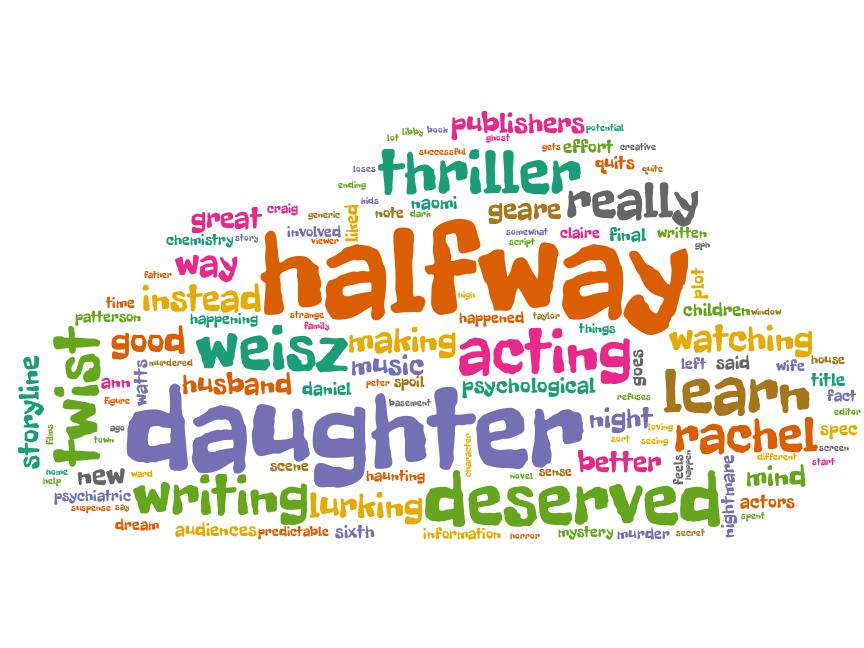 publishers
potential
lot
libby
book
ghost
successful
gets
effort
creative
loses
thriller
quits
quite
ending
kids
naomi
geare
really
great
craig
generic
liked
note
dark
chemistry
story
involved
viewer
somewhat
script
claire
final
written
gph
way
father
halfway
plot
time
instead
high
children
window
patterson
happening
strange
family
happened
taylor
things
good
weisz
making
acting
watching
storyline
twist
ann
watts
murdered
husband
daniel
music
peter
spoil
psychological
goes
left
said
wife
house
title
figure
basement
refuses
learn
fact
editor
films
town
ago
daughter
night
loving
sort
seeing
rachel
spec
screen
home
help
new
ward
scene
haunting
character
novel
sense
better
feels
happen
different
start
mind
psychiatric
suspense
say
writing
lurking
deserved
nightmare
actors
spent
dream
audiences
predictable
sixth
information
horror
mystery
murder
secret